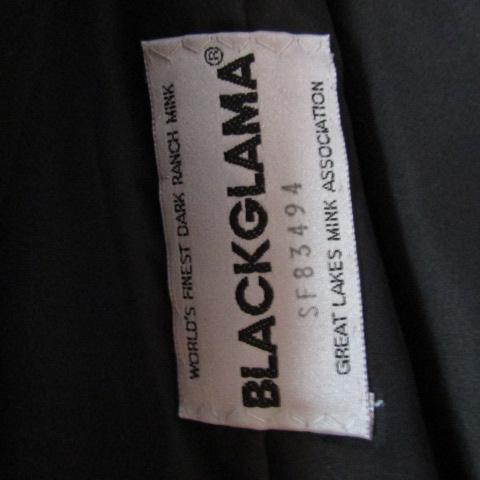 WORLD'S FINEST DARK RANCH MINK
BLACKGLAMA®
SF83494
GREAT LAKES MINK ASSOCIATION